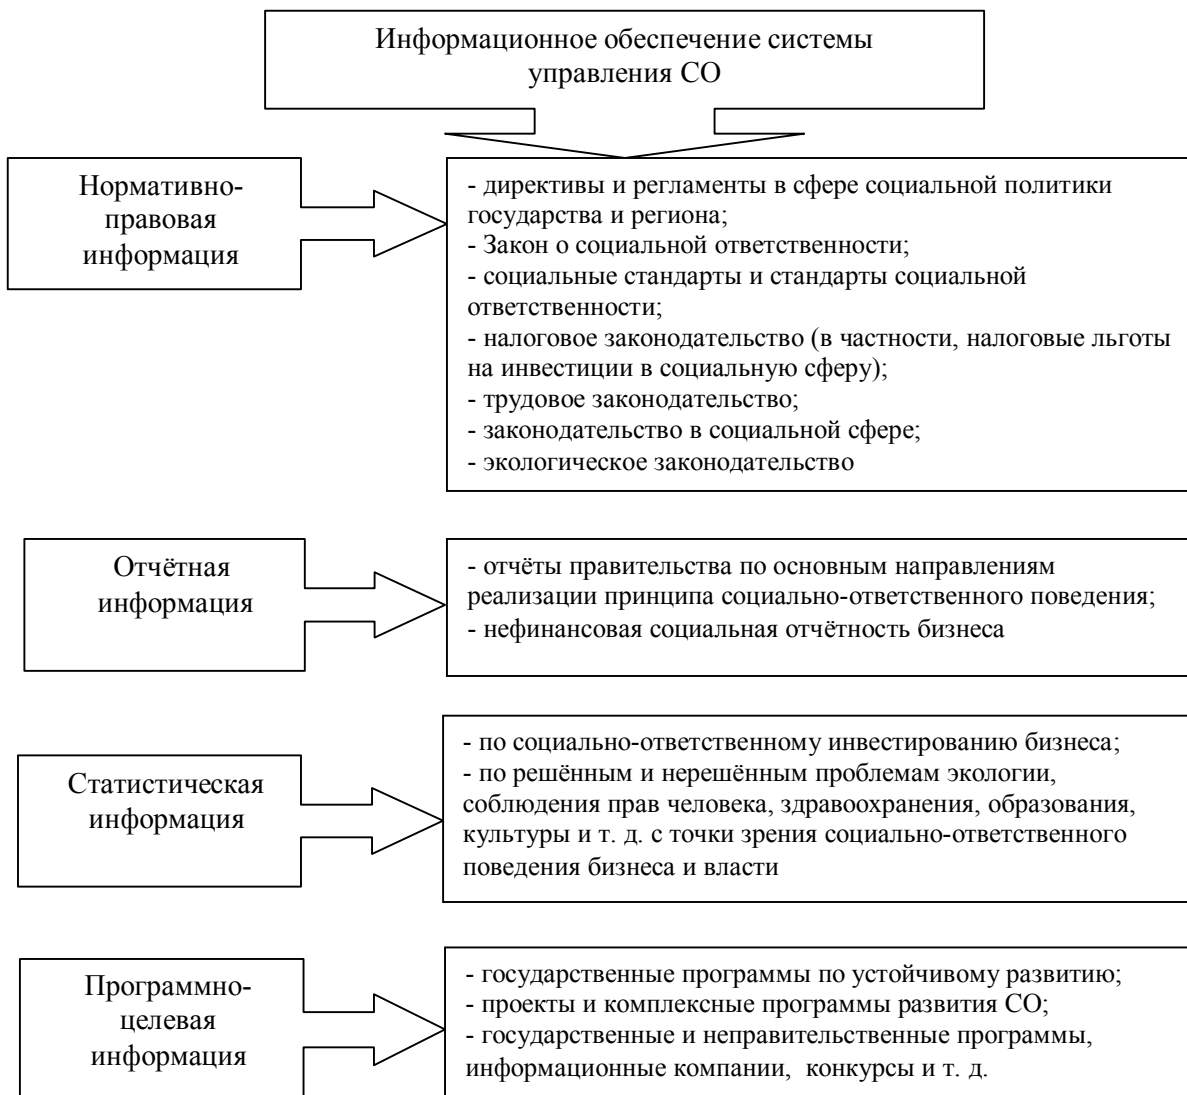 Информационное обеспечение системы
управления СО
Нормативно-
правовая
информация
- директивы и регламенты в сфере социальной политики
государства и региона;
- Закон о социальной ответственности;
- социальные стандарты и стандарты социальной
ответственности;
- налоговое законодательство (в частности, налоговые льготы
на инвестиции в социальную сферу);
- трудовое законодательство;
- законодательство в социальной сфере;
- экологическое законодательство
Отчётная
информация
- отчёты правительства по основным направлениям
реализации принципа социально-ответственного поведения;
- нефинансовая социальная отчётность бизнеса
Статистическая
информация
- по социально-ответственному инвестированию бизнеса;
- по решённым и нерешённым проблемам экологии,
соблюдения прав человека, здравоохранения, образования,
культуры и т. д. с точки зрения социально-ответственного
поведения бизнеса и власти
Программно-
целевая
информация
- государственные программы по устойчивому развитию;
- проекты и комплексные программы развития СО;
- государственные и неправительственные программы,
информационные компании, конкурсы и т. д.